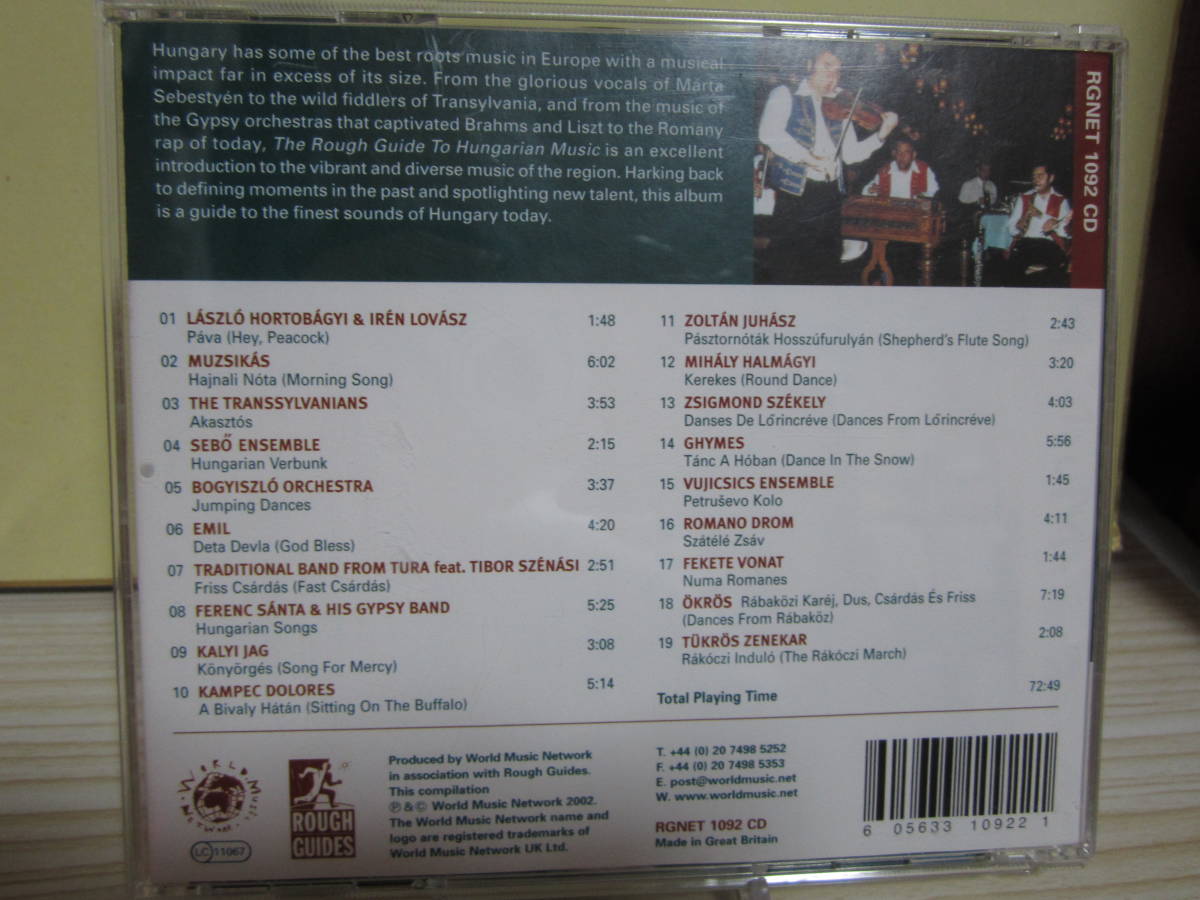 Hungary has some of the best roots music in Europe with a musical
impact far in excess of its size. From the glorious vocals of Márta
Sebestyén to the wild fiddlers of Transylvania, and from the music of
the Gypsy orchestras that captivated Brahms and Liszt to the Romany
rap of today, The Rough Guide To Hungarian Music is an excellent
introduction to the vibrant and diverse music of the region. Harking back
to defining moments in the past and spotlighting new talent, this album
is a guide to the finest sounds of Hungary today.
RGNET 1092 CD
01 LÁSZLÓ HORTOBÁGYI & IRÉN LOVÁSZ 1:48
Páva (Hey, Peacock)
02 MUZSIKÁS 6:02
Hajnali Nóta (Morning Song)
03 THE TRANSSYLVANIANS 3:53
Akasztós
04 SEBŐ ENSEMBLE 2:15
Hungarian Verbunk
05 BOGYISZLÓ ORCHESTRA 3:37
Jumping Dances
06 EMIL 4:20
Deta Devla (God Bless)
07 TRADITIONAL BAND FROM TURA feat. TIBOR SZÉNÁSI 2:51
Friss Csárdás (Fast Csárdás)
08 FERENC SÁNTA & HIS GYPSY BAND 5:25
Hungarian Songs
09 KALYI JAG 3:08
Könyörgés (Song For Mercy)
10 KAMPEC DOLORES 5:14
A Bivaly Hátán (Sitting On The Buffalo)
11 ZOLTÁN JUHÁSZ 2:43
Pásztornóták Hosszúfurulyán (Shepherd's Flute Song)
12 MIHÁLY HALMÁGYI 3:20
Kerekes (Round Dance)
13 ZSIGMOND SZÉKELY 4:03
Danses De Lőrincréve (Dances From Lőrincréve)
14 GHYMES 5:56
Tánc A Hóban (Dance In The Snow)
15 VUJICSICS ENSEMBLE 1:45
Petruševo Kolo
16 ROMANO DROM 4:11
Szátélé Zsáv
17 FEKETE VONAT 1:44
Numa Romanes
18 ÖKRÖS Rábaközi Karéj, Dus, Csárdás És Friss 7:19
(Dances From Rábaköz)
19 TÜKRÖS ZENEKAR 2:08
Rákóczi Induló (The Rákóczi March)
Total Playing Time 72:49
WORLD MUSIC NETWORK
LC 11067
ROUGH
GUIDES
Produced by World Music Network
in association with Rough Guides.
This compilation
℗&© World Music Network 2002.
The World Music Network name and
logo are registered trademarks of
World Music Network UK Ltd.
T. +44 (0) 20 7498 5252
F. +44 (0) 20 7498 5353
E. post@worldmusic.net
W. www.worldmusic.net
RGNET 1092 CD
Made in Great Britain
6 05633 10922 1